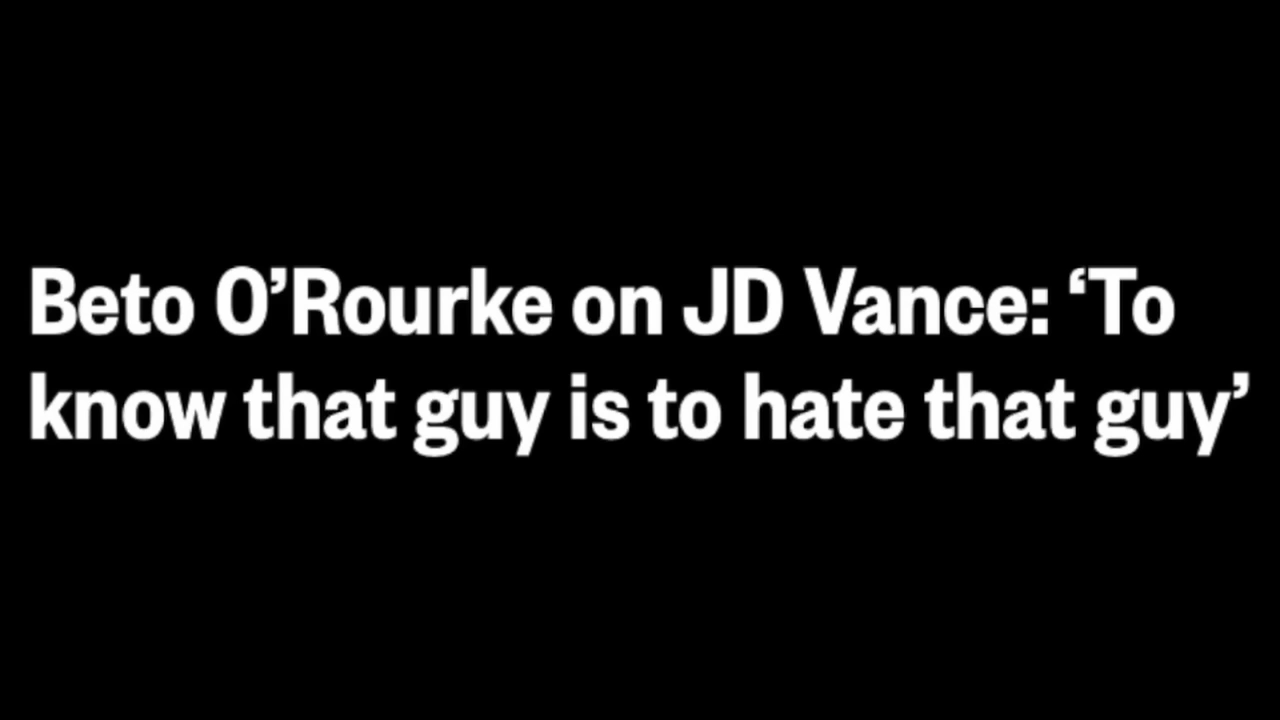 Beto O’Rourke on JD Vance: ‘To
know that guy is to hate that guy’